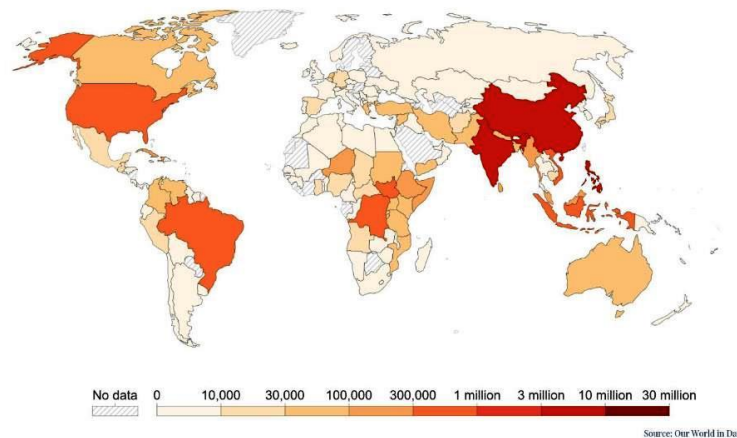 No data 0 10,000 30,000 100,000 300,000 1 million 3 million 10 million 30 million
Source: Our World in Da